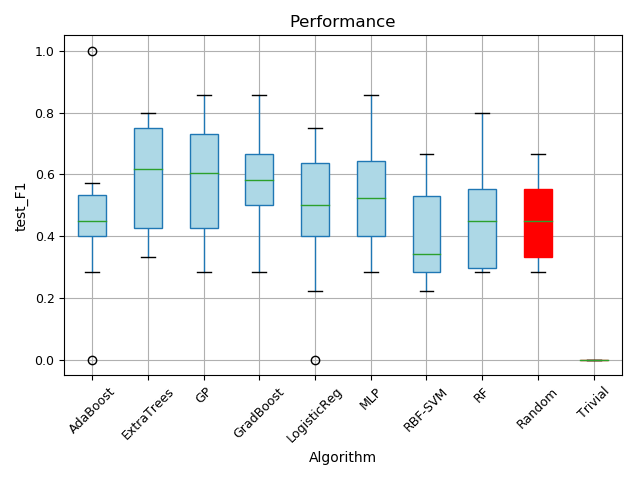 Performance
test_F1
1.0
0.8
0.6
0.4
0.2
0.0
AdaBoost
ExtraTrees
GP
GradBoost
LogisticReg
MLP
RBF-SVM
RF
Random
Trivial
Algorithm